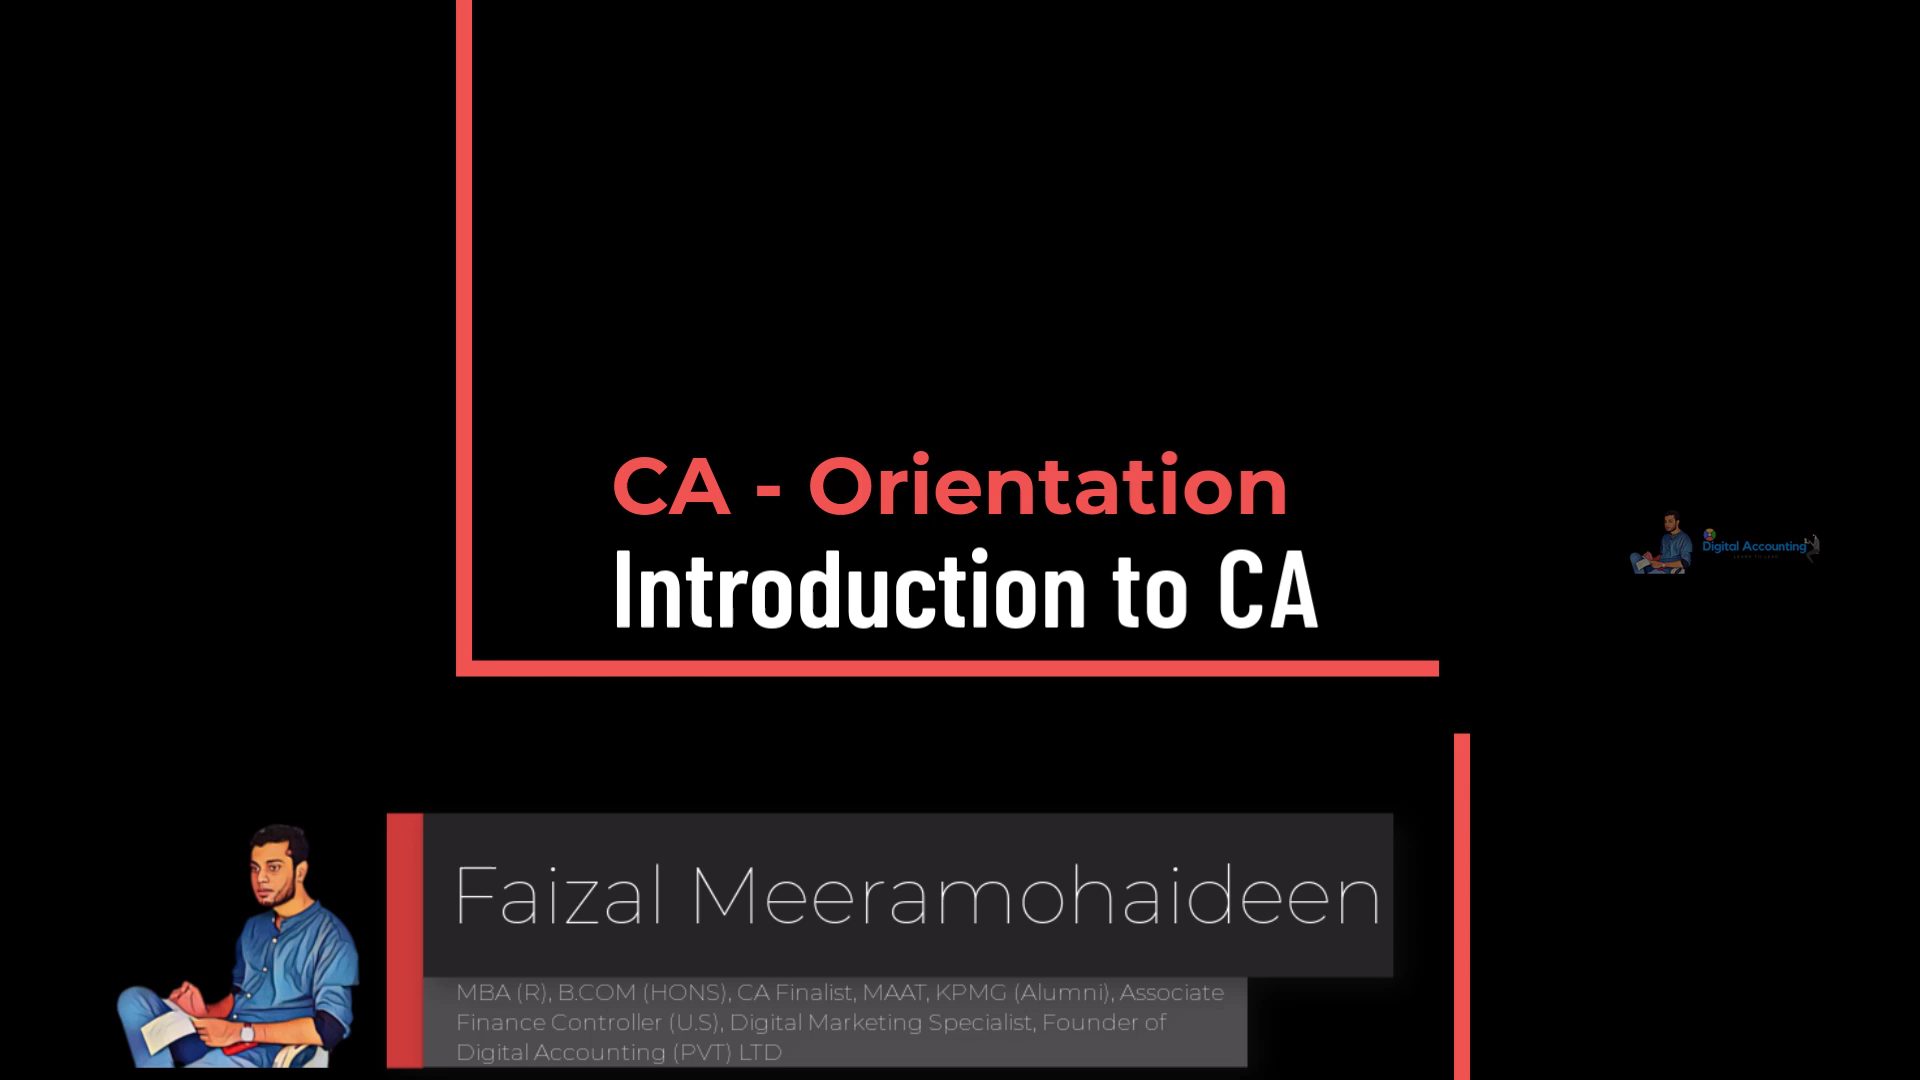 CA - Orientation
Introduction to CA
Digital Accounting
Faizal Meeramohaideen
MBA (R), B.COM (HONS), CA Finalist, MAAT, KPMG (Alumni), Associate
Finance Controller (U.S), Digital Marketing Specialist, Founder of
Digital Accounting (PVT) LTD